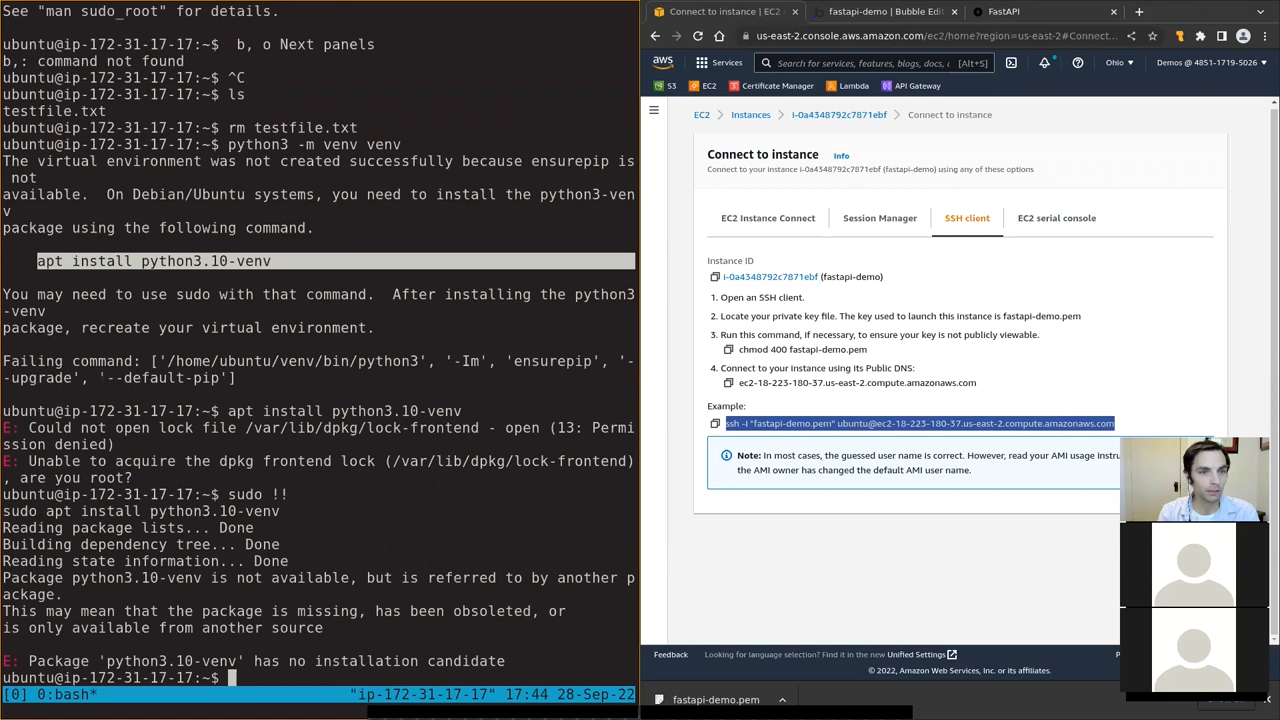 See "man sudo_root" for details.
ubuntu@ip-172-31-17-17:~$  b, o Next panels
b,: command not found
ubuntu@ip-172-31-17-17:~$ ^C
ubuntu@ip-172-31-17-17:~$ ls
testfile.txt
ubuntu@ip-172-31-17-17:~$ rm testfile.txt
ubuntu@ip-172-31-17-17:~$ python3 -m venv venv
The virtual environment was not created successfully because ensurepip is
 not
available.  On Debian/Ubuntu systems, you need to install the python3-ven
v
package using the following command.
apt install python3.10-venv
You may need to use sudo with that command.  After installing the python3
-venv
package, recreate your virtual environment.
Failing command: ['/home/ubuntu/venv/bin/python3', '-Im', 'ensurepip', '-
-upgrade', '--default-pip']
ubuntu@ip-172-31-17-17:~$ apt install python3.10-venv
E: Could not open lock file /var/lib/dpkg/lock-frontend - open (13: Permi
ssion denied)
E: Unable to acquire the dpkg frontend lock (/var/lib/dpkg/lock-frontend)
, are you root?
ubuntu@ip-172-31-17-17:~$ sudo !!
sudo apt install python3.10-venv
Reading package lists... Done
Building dependency tree... Done
Reading state information... Done
Package python3.10-venv is not available, but is referred to by another p
ackage.
This may mean that the package is missing, has been obsoleted, or
is only available from another source
E: Package 'python3.10-venv' has no installation candidate
ubuntu@ip-172-31-17-17:~$
[0] 0:bash* "ip-172-31-17-17" 17:44 28-Sep-22
Connect to instance | EC2
fastapi-demo | Bubble Edit
FastAPI
us-east-2.console.aws.amazon.com/ec2/home?region=us-east-2#Connect
aws
Services
Search for services, features, blogs, docs, [Alt+S]
Ohio
Demos @ 4851-1719-5026
S3
EC2
Certificate Manager
Lambda
API Gateway
EC2 > Instances > i-0a4348792c7871ebf > Connect to instance
Connect to instance Info
Connect to your instance i-0a4348792c7871ebf (fastapi-demo) using any of these options
EC2 Instance Connect
Session Manager
SSH client
EC2 serial console
Instance ID
i-0a4348792c7871ebf (fastapi-demo)
1. Open an SSH client.
2. Locate your private key file. The key used to launch this instance is fastapi-demo.pem
3. Run this command, if necessary, to ensure your key is not publicly viewable.
chmod 400 fastapi-demo.pem
4. Connect to your instance using its Public DNS:
ec2-18-223-180-37.us-east-2.compute.amazonaws.com
Example:
ssh -i "fastapi-demo.pem" ubuntu@ec2-18-223-180-37.us-east-2.compute.amazonaws.com
Note: In most cases, the guessed user name is correct. However, read your AMI usage instru
the AMI owner has changed the default AMI user name.
Feedback
Looking for language selection? Find it in the new Unified Settings
© 2022, Amazon Web Services, Inc. or its affiliates.
fastapi-demo.pem